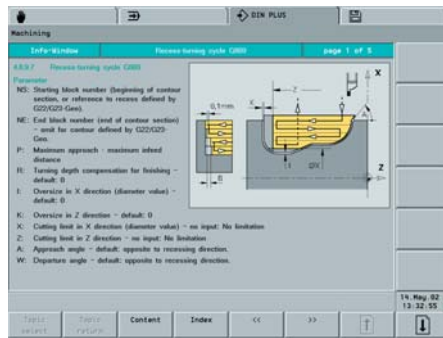 DIN PLUS
Machining
Info-Window
Recess-turning cycle G869
page 1 of 5
Recess-turning cycle G869
Parameter
NS: Starting block number (beginning of contour
section, or reference to recess defined by
G22/G23-Geo).
NE: End block number (end of contour section)
- omit for contour defined by G22/G23-
Geo.
P: Maximum approach - maximum infeed
distance
R: Turning depth compensation for finishing -
default: 0
I: Oversize in X direction (diameter value) -
default: 0
K: Oversize in Z direction - default: 0
X: Cutting limit in X direction (diameter value) - no input: No limitation
Z: Cutting limit in Z direction - no input: No limitation
A: Approach angle - default: opposite to recessing direction.
W: Departure angle - default: opposite to recessing direction.
0,1mm
R
X
Z
A
I
X
Z
14.May.02
13:32.55
Topic
select
Topic
return
Content
Index
<<
>>